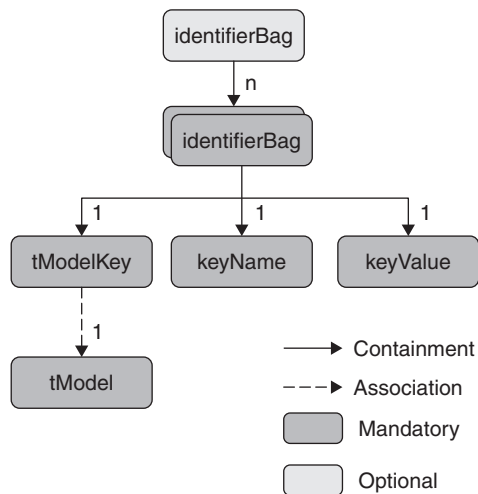 identifierBag
n
identifierBag
1
1
1
tModelKey
keyName
keyValue
1
tModel
Containment
Association
Mandatory
Optional